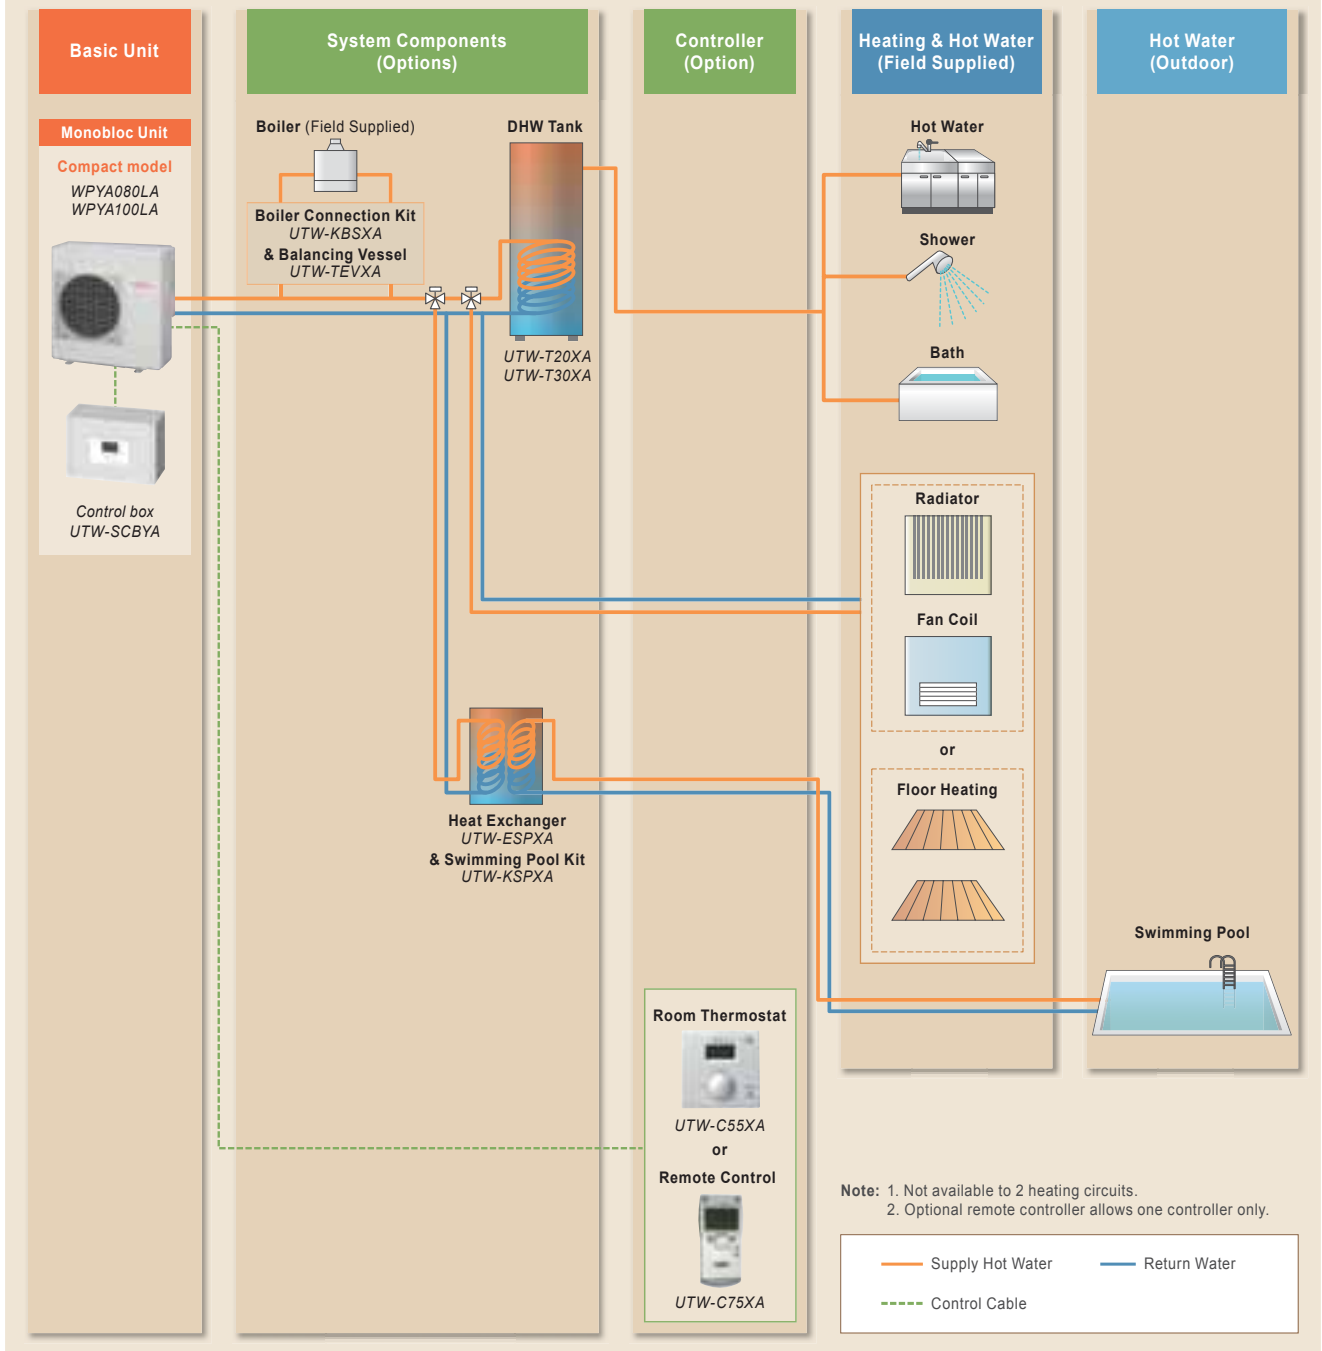 Basic Unit
System Components
(Options)
Controller
(Option)
Heating & Hot Water
(Field Supplied)
Hot Water
(Outdoor)
Monobloc Unit
Compact model
WPYA080LA
WPYA100LA
Control box
UTW-SCBYA
Boiler (Field Supplied)
Boiler Connection Kit
UTW-KBSXA
& Balancing Vessel
UTW-TEVXA
DHW Tank
UTW-T20XA
UTW-T30XA
Heat Exchanger
UTW-ESPXA
& Swimming Pool Kit
UTW-KSPXA
Room Thermostat
UTW-C55XA
or
Remote Control
UTW-C75XA
Hot Water
Shower
Bath
Radiator
Fan Coil
or
Floor Heating
Swimming Pool
Note: 1. Not available to 2 heating circuits.
2. Optional remote controller allows one controller only.
Supply Hot Water
Return Water
Control Cable